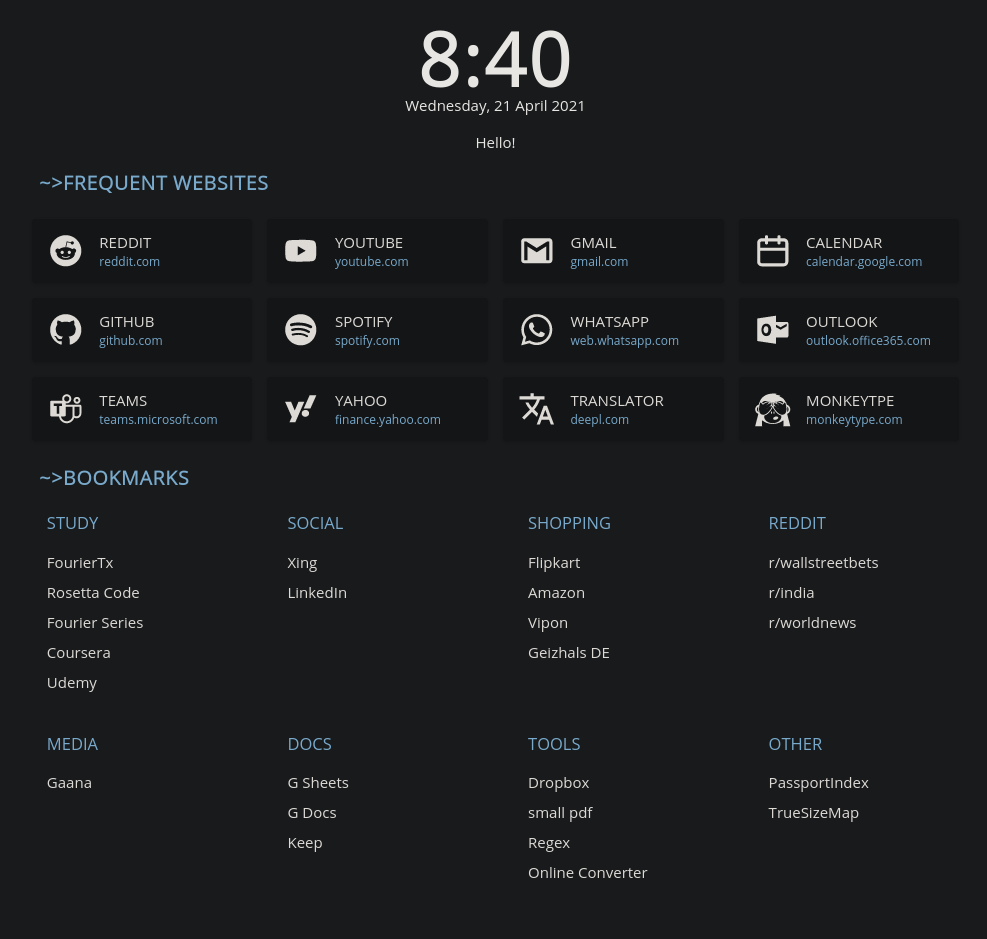 8:40
Wednesday, 21 April 2021
Hello!
~>FREQUENT WEBSITES
REDDIT
reddit.com
YOUTUBE
youtube.com
GMAIL
gmail.com
CALENDAR
calendar.google.com
GITHUB
github.com
SPOTIFY
spotify.com
WHATSAPP
web.whatsapp.com
OUTLOOK
outlook.office365.com
TEAMS
teams.microsoft.com
YAHOO
finance.yahoo.com
TRANSLATOR
deepl.com
MONKEYTPE
monkeytype.com
~>BOOKMARKS
STUDY
FourierTx
Rosetta Code
Fourier Series
Coursera
Udemy
SOCIAL
Xing
LinkedIn
SHOPPING
Flipkart
Amazon
Vipon
Geizhals DE
REDDIT
r/wallstreetbets
r/india
r/worldnews
MEDIA
Gaana
DOCS
G Sheets
G Docs
Keep
TOOLS
Dropbox
small pdf
Regex
Online Converter
OTHER
PassportIndex
TrueSizeMap